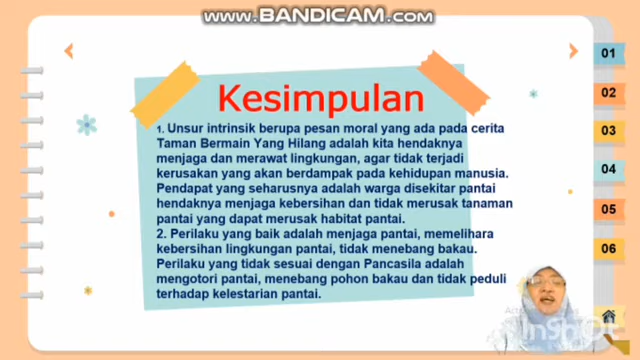 www.BANDICAM.com
Kesimpulan
01
02
03
04
05
06
1. Unsur intrinsik berupa pesan moral yang ada pada cerita
Taman Bermain Yang Hilang adalah kita hendaknya
menjaga dan merawat lingkungan, agar tidak terjadi
kerusakan yang akan berdampak pada kehidupan manusia.
Pendapat yang seharusnya adalah warga disekitar pantai
hendaknya menjaga kebersihan dan tidak merusak tanaman
pantai yang dapat merusak habitat pantai.
2. Perilaku yang baik adalah menjaga pantai, memelihara
kebersihan lingkungan pantai, tidak menebang bakau.
Perilaku yang tidak sesuai dengan Pancasila adalah
mengotori pantai, menebang pohon bakau dan tidak peduli
terhadap kelestarian pantai.
InShOt